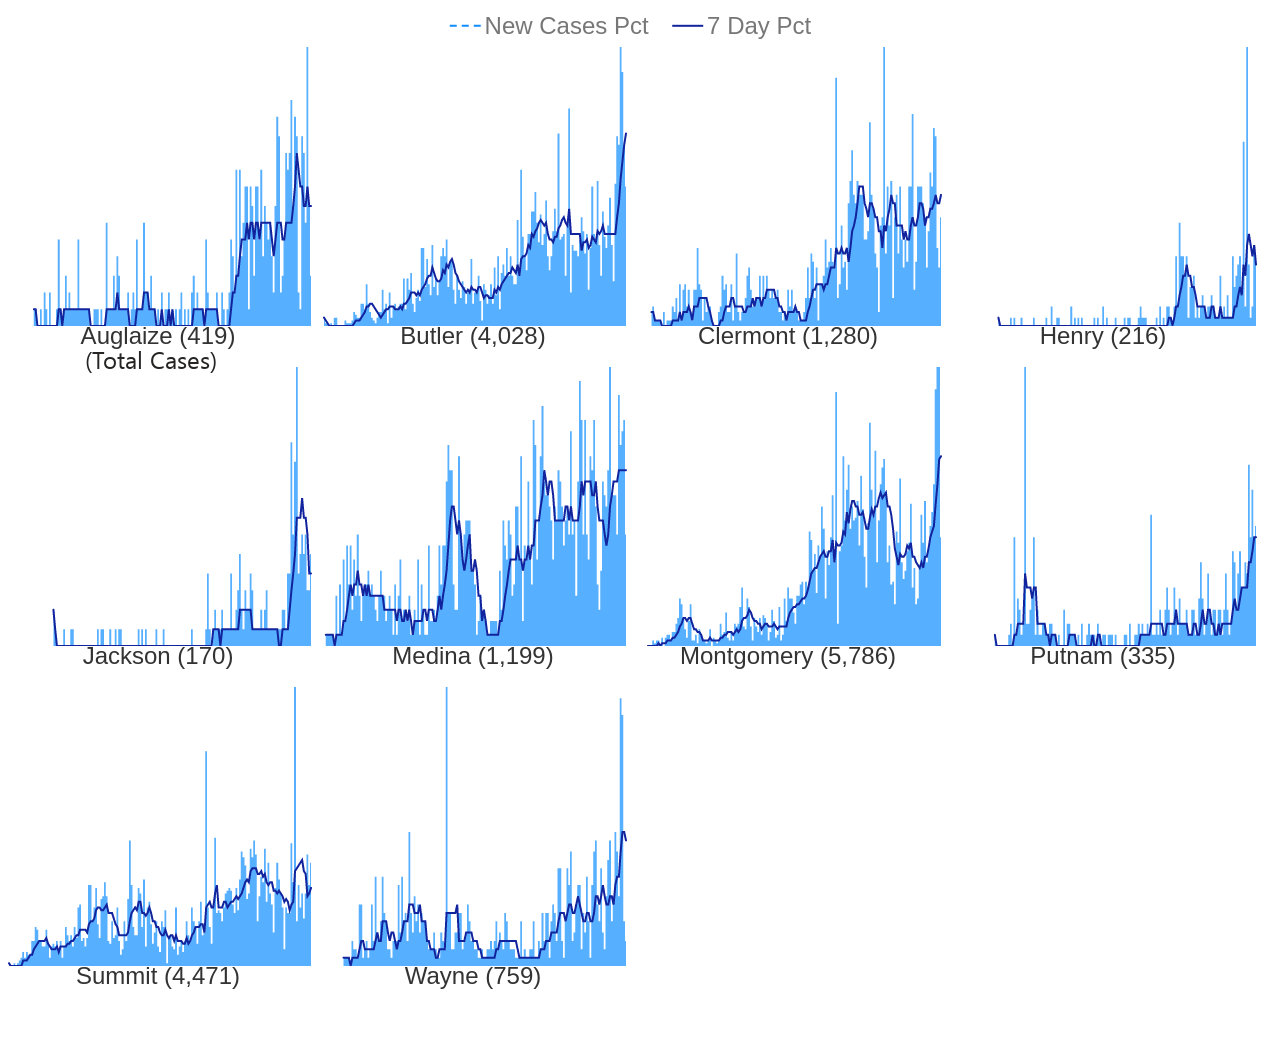 New Cases Pct 7 Day Pct
Auglaize (419) Butler (4,028) Clermont (1,280) Henry (216)
(Total Cases)
Jackson (170) Medina (1,199) Montgomery (5,786) Putnam (335)
Summit (4,471) Wayne (759)